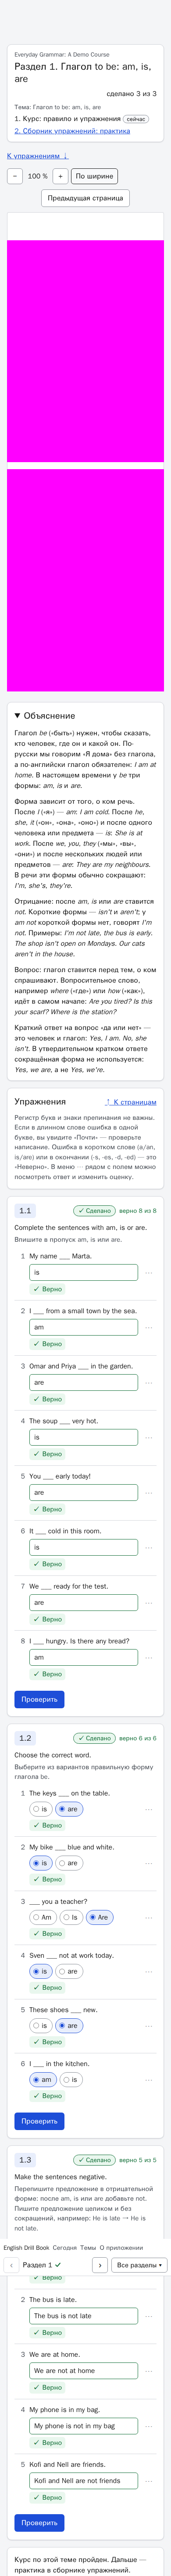 Everyday Grammar: A Demo Course
Раздел 1. Глагол to be: am, is,
are
сделано 3 из 3
Тема: Глагол to be: am, is, are
1. Курс: правило и упражнения сейчас
2. Сборник упражнений: практика
К упражнениям ↓
− 100 % + По ширине
Предыдущая страница
▼ Объяснение
Глагол be («быть») нужен, чтобы сказать,
кто человек, где он и какой он. По-
русски мы говорим «Я дома» без глагола,
а по-английски глагол обязателен: I am at
home. В настоящем времени у be три
формы: am, is и are.
Форма зависит от того, о ком речь.
После I («я») — am: I am cold. После he,
she, it («он», «она», «оно») и после одного
человека или предмета — is: She is at
work. После we, you, they («мы», «вы»,
«они») и после нескольких людей или
предметов — are: They are my neighbours.
В речи эти формы обычно сокращают:
I'm, she's, they're.
Отрицание: после am, is или are ставится
not. Короткие формы — isn't и aren't; у
am not короткой формы нет, говорят I'm
not. Примеры: I'm not late, the bus is early.
The shop isn't open on Mondays. Our cats
aren't in the house.
Вопрос: глагол ставится перед тем, о ком
спрашивают. Вопросительное слово,
например where («где») или how («как»),
идёт в самом начале: Are you tired? Is this
your scarf? Where is the station?
Краткий ответ на вопрос «да или нет» —
это человек и глагол: Yes, I am. No, she
isn't. В утвердительном кратком ответе
сокращённая форма не используется:
Yes, we are, а не Yes, we're.
Упражнения
↑ К страницам
Регистр букв и знаки препинания не важны.
Если в длинном слове ошибка в одной
букве, вы увидите «Почти» — проверьте
написание. Ошибка в коротком слове (a/an,
is/are) или в окончании (-s, -es, -d, -ed) — это
«Неверно». В меню ··· рядом с полем можно
посмотреть ответ и изменить оценку.
1.1 ✓ Сделано верно 8 из 8
Complete the sentences with am, is or are.
Впишите в пропуск am, is или are.
1 My name ___ Marta.
is ···
✓ Верно
2 I ___ from a small town by the sea.
am ···
✓ Верно
3 Omar and Priya ___ in the garden.
are ···
✓ Верно
4 The soup ___ very hot.
is ···
✓ Верно
5 You ___ early today!
are ···
✓ Верно
6 It ___ cold in this room.
is ···
✓ Верно
7 We ___ ready for the test.
are ···
✓ Верно
8 I ___ hungry. Is there any bread?
am ···
✓ Верно
Проверить
1.2 ✓ Сделано верно 6 из 6
Choose the correct word.
Выберите из вариантов правильную форму
глагола be.
1 The keys ___ on the table.
is are ···
✓ Верно
2 My bike ___ blue and white.
is are ···
✓ Верно
3 ___ you a teacher?
Am Is Are ···
✓ Верно
4 Sven ___ not at work today.
is are ···
✓ Верно
5 These shoes ___ new.
is are ···
✓ Верно
6 I ___ in the kitchen.
am is ···
✓ Верно
Проверить
1.3 ✓ Сделано верно 5 из 5
Make the sentences negative.
Перепишите предложение в отрицательной
форме: после am, is или are добавьте not.
Пишите предложение целиком и без
сокращений, например: He is late → He is
not late.
English Drill Book Сегодня Темы О приложении
‹ Раздел 1 ✓ › Все разделы ▾
✓ Верно
2 The bus is late.
The bus is not late ···
✓ Верно
3 We are at home.
We are not at home ···
✓ Верно
4 My phone is in my bag.
My phone is not in my bag ···
✓ Верно
5 Kofi and Nell are friends.
Kofi and Nell are not friends ···
✓ Верно
Проверить
Курс по этой теме пройден. Дальше —
практика в сборнике упражнений.